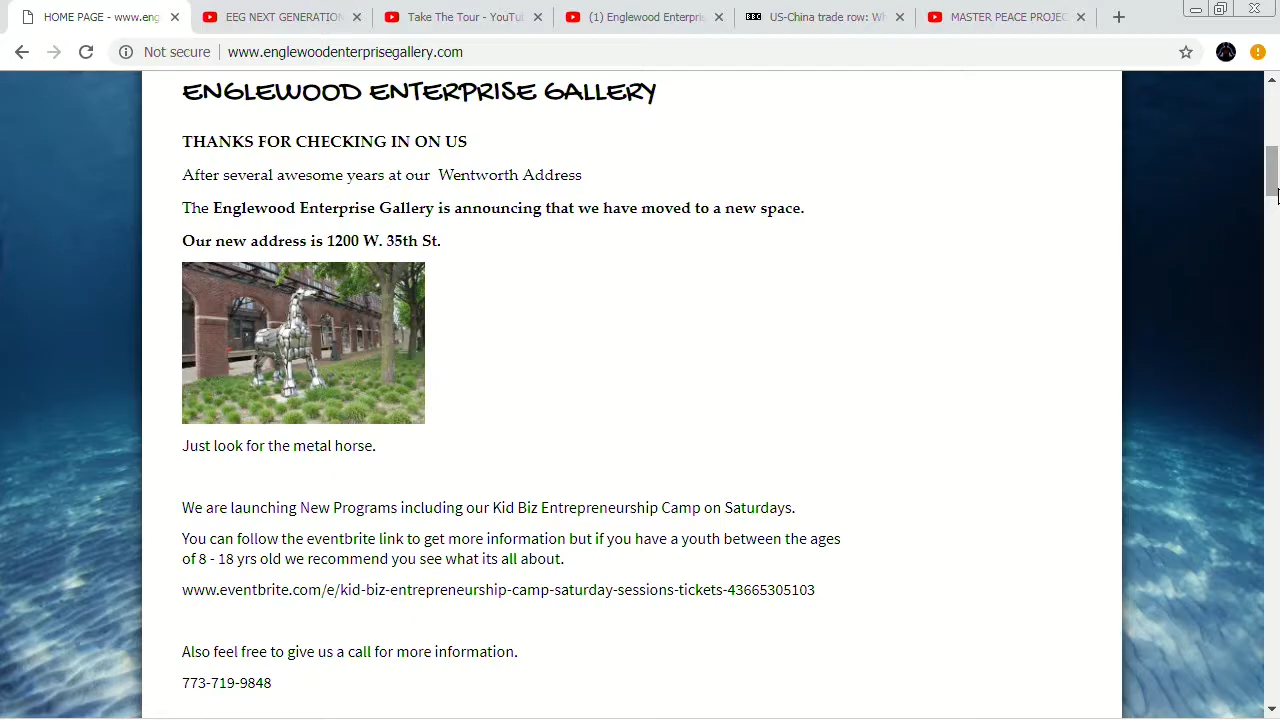 HOME PAGE - www.eng
EEG NEXT GENERATION
Take The Tour - YouTu
(1) Englewood Enterpris
BBC US-China trade row: Wh
MASTER PEACE PROJEC
Not secure www.englewoodenterprisegallery.com
ENGLEWOOD ENTERPRISE GALLERY
THANKS FOR CHECKING IN ON US
After several awesome years at our Wentworth Address
The Englewood Enterprise Gallery is announcing that we have moved to a new space.
Our new address is 1200 W. 35th St.
Just look for the metal horse.
We are launching New Programs including our Kid Biz Entrepreneurship Camp on Saturdays.
You can follow the eventbrite link to get more information but if you have a youth between the ages
of 8 - 18 yrs old we recommend you see what its all about.
www.eventbrite.com/e/kid-biz-entrepreneurship-camp-saturday-sessions-tickets-43665305103
Also feel free to give us a call for more information.
773-719-9848